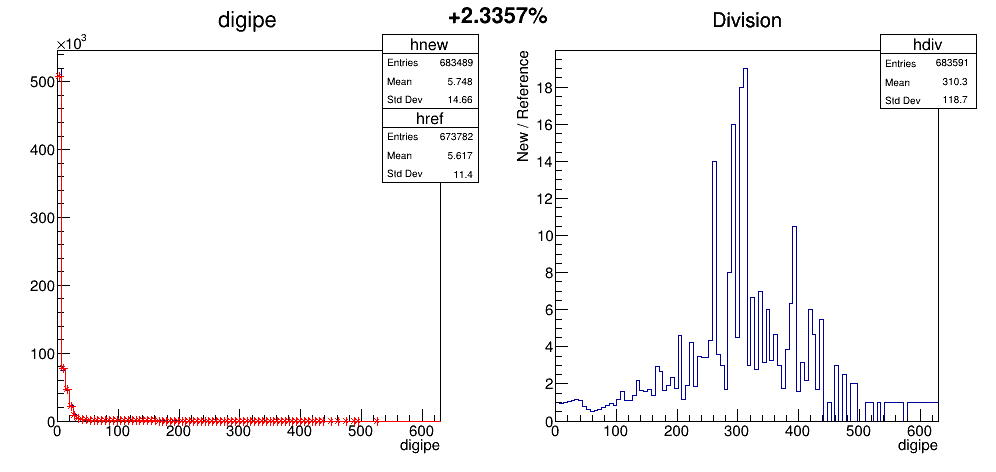 digipe
+2.3357%
Division
×10³
hnew
Entries 683489
Mean 5.748
Std Dev 14.66
href
Entries 673782
Mean 5.617
Std Dev 11.4
500
400
300
200
100
0
0 100 200 300 400 500 600
digipe
hdiv
Entries 683591
Mean 310.3
Std Dev 118.7
New / Reference
18
16
14
12
10
8
6
4
2
0
0 100 200 300 400 500 600
digipe